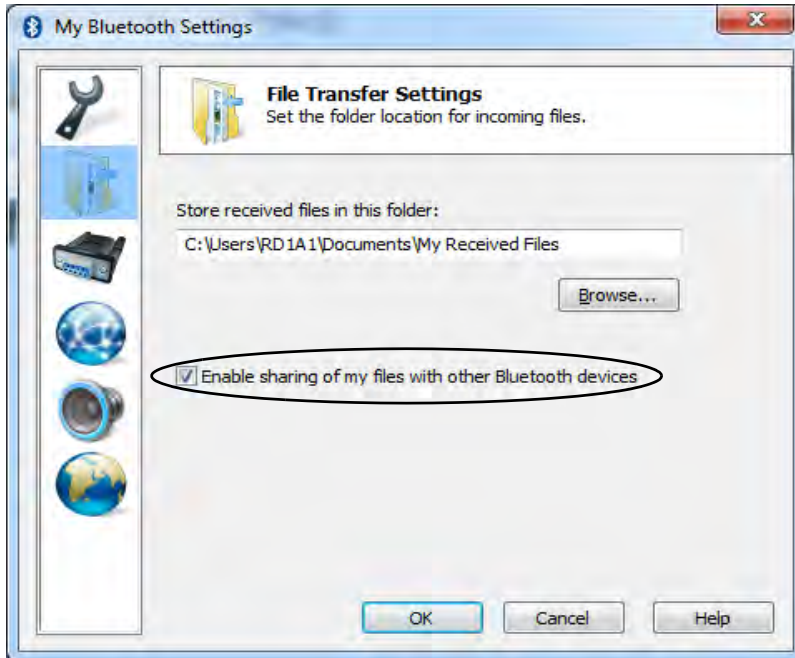 My Bluetooth Settings
File Transfer Settings
Set the folder location for incoming files.
Store received files in this folder:
C:\Users\RD1A1\Documents\My Received Files
Browse...
Enable sharing of my files with other Bluetooth devices
OK
Cancel
Help